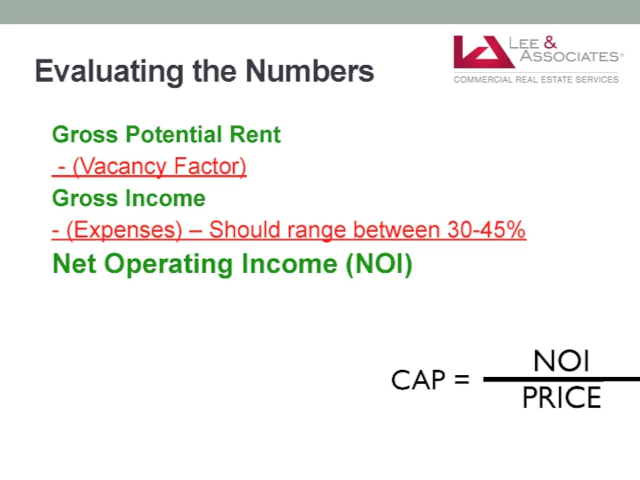 LEE &
ASSOCIATES
COMMERCIAL REAL ESTATE SERVICES
Evaluating the Numbers
Gross Potential Rent
- (Vacancy Factor)
Gross Income
- (Expenses) – Should range between 30-45%
Net Operating Income (NOI)
CAP = NOI
PRICE